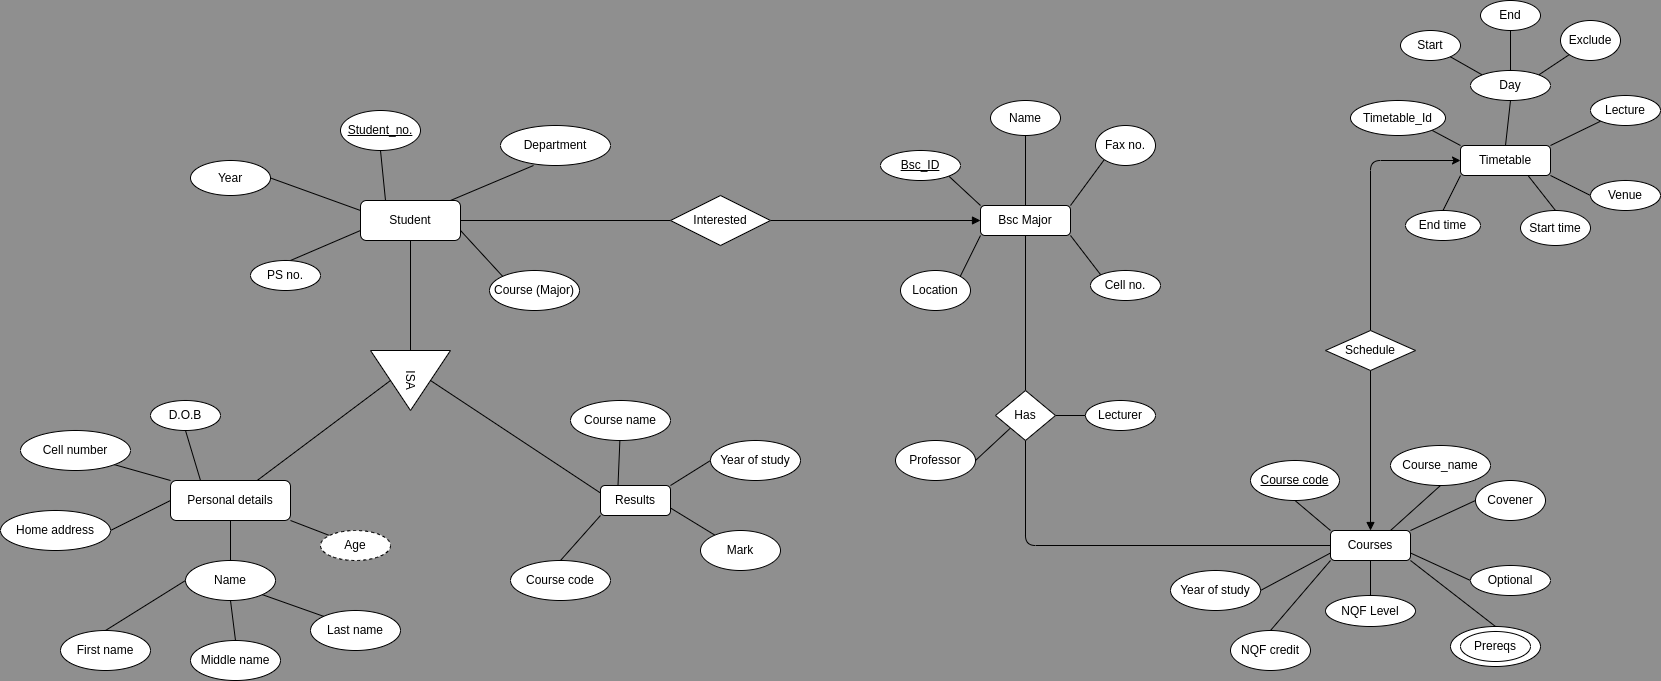 End
Start
Exclude
Day
Lecture
Timetable_Id
Timetable
Venue
End time
Start time
Name
Fax no.
Bsc_ID
Bsc Major
Location
Cell no.
Student_no.
Department
Year
Student
Interested
PS no.
Course (Major)
ISA
Schedule
D.O.B
Cell number
Personal details
Home address
Age
Name
First name
Middle name
Last name
Course name
Year of study
Results
Mark
Course code
Has
Lecturer
Professor
Course_name
Course code
Covener
Courses
Optional
Year of study
NQF Level
NQF credit
Prereqs